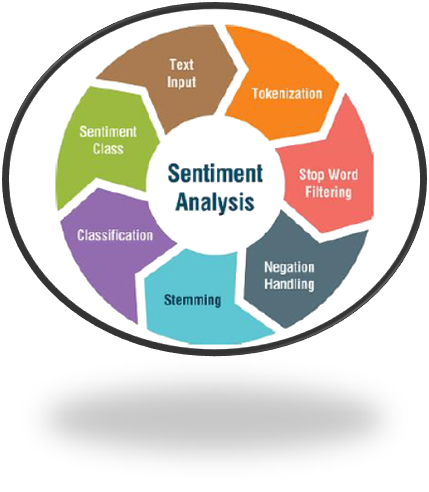 Text
Input
Tokenization
Stop Word
Filtering
Negation
Handling
Stemming
Classification
Sentiment
Class
Sentiment
Analysis